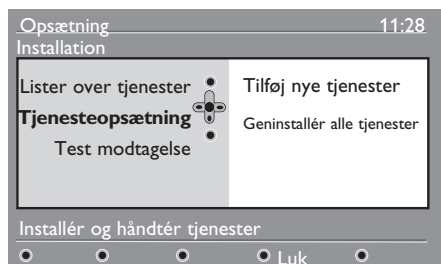 Opsætning 11:28
Installation
Lister over tjenester
Tjenesteopsætning
Test modtagelse
Tilføj nye tjenester
Geninstallér alle tjenester
Installér og håndtér tjenester
Luk